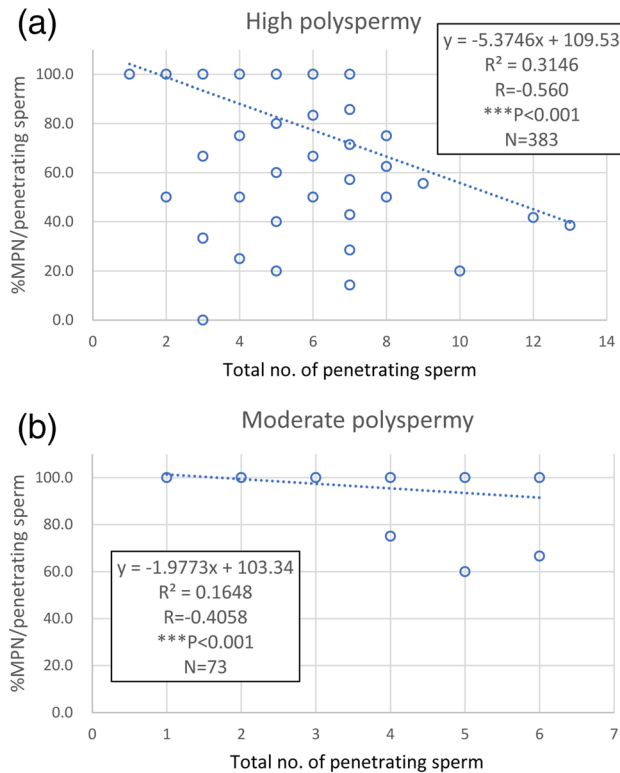 (a)
High polyspermy
y = -5.3746x + 109.53
R² = 0.3146
R=-0.560
***P<0.001
N=383
%MPN/penetrating sperm
100.0
80.0
60.0
40.0
20.0
0.0
0 2 4 6 8 10 12 14
Total no. of penetrating sperm
(b)
Moderate polyspermy
%MPN/penetrating sperm
100.0
80.0
60.0
40.0
20.0
0.0
y = -1.9773x + 103.34
R² = 0.1648
R=-0.4058
***P<0.001
N=73
0 1 2 3 4 5 6 7
Total no. of penetrating sperm